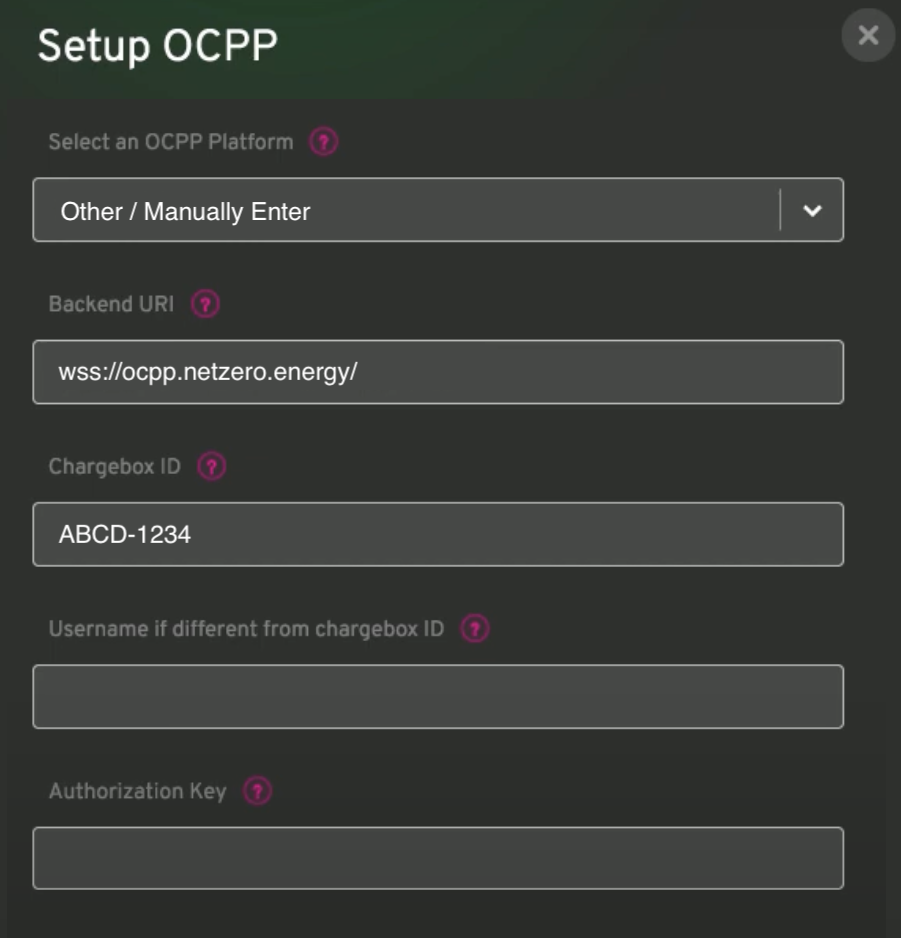 Setup OCPP
Select an OCPP Platform ?
Other / Manually Enter
Backend URI ?
wss://ocpp.netzero.energy/
Chargebox ID ?
ABCD-1234
Username if different from chargebox ID ?
Authorization Key ?